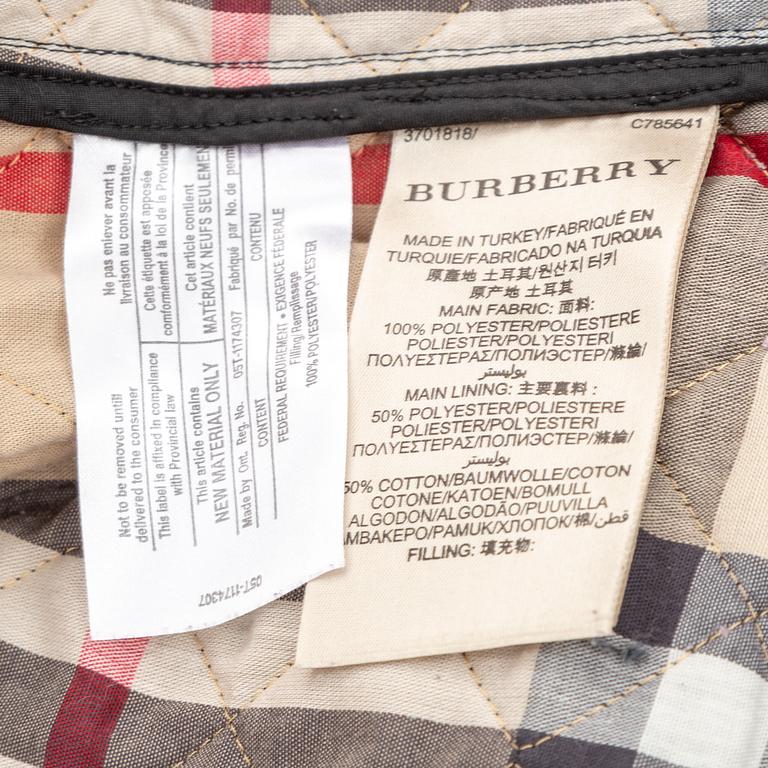 Ne pas enlever avant la
livraison au consommateur
Cette étiquette est apposée
conformément à la loi de la Province
Cet article contient
MATÉRIAUX NEUFS SEULEMEN
Fabriqué par No. de permi
CONTENU
EXIGENCE FÉDERALE
Not to be removed untill
delivered to the consumer
This label is affixed in compliance
with Provincial law
This article contains
NEW MATERIAL ONLY
Made by Ont. Reg. No. 05T-1174307
CONTENT
FEDERAL REQUIREMENT •
Filling/Remplissage
100% POLYESTER/POLYESTER
05T-1174307
3701818/ C785641
BURBERRY
MADE IN TURKEY/FABRIQUÉ EN
TURQUIE/FABRICADO NA TURQUIA
原產地 土耳其/원산지 터키
原产地 土耳其
MAIN FABRIC: 面料:
100% POLYESTER/POLIESTERE
POLIESTER/POLIESTERI
ΠΟΛΥΕΣΤΕΡΑΣ/ПОЛИЭСТЕР/滌綸/
بوليستر
MAIN LINING: 主要裏料 :
50% POLYESTER/POLIESTERE
POLIESTER/POLIESTERI
ΠΟΛΥΕΣΤΕΡΑΣ/ПОЛИЭСТЕР/滌綸/
بوليستر
50% COTTON/BAUMWOLLE/COTON
COTONE/KATOEN/BOMULL
ALGODON/ALGODÃO/PUUVILLA
ΑΜΒΑΚΕΡΟ/PAMUK/ХЛОПОК/棉/قطن/
FILLING: 填充物: